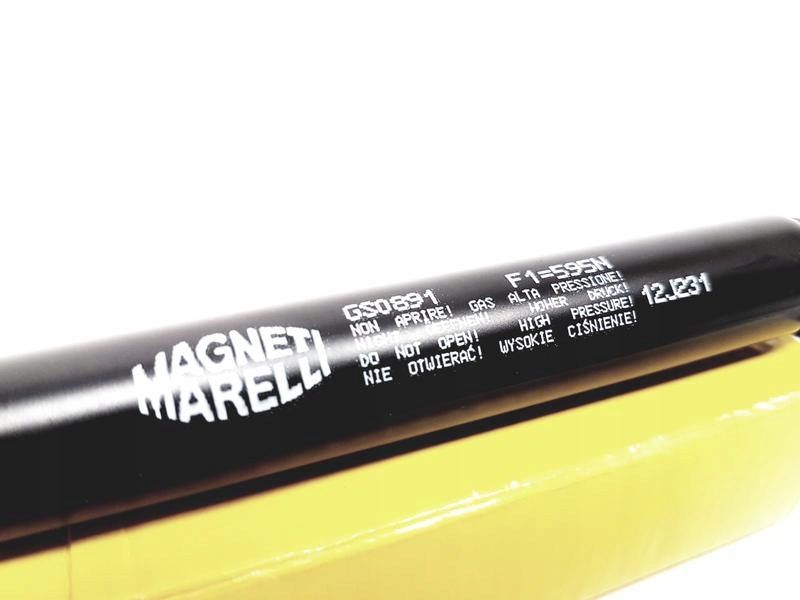 MAGNETI
MARELLI
GS0891 F1=595N
NON APRIRE! GAS ALTA PRESSIONE!
NICHT OEFFNEN! HOHER DRUCK!
DO NOT OPEN! HIGH PRESSURE!
NIE OTWIERAĆ! WYSOKIE CIŚNIENIE!
12J231